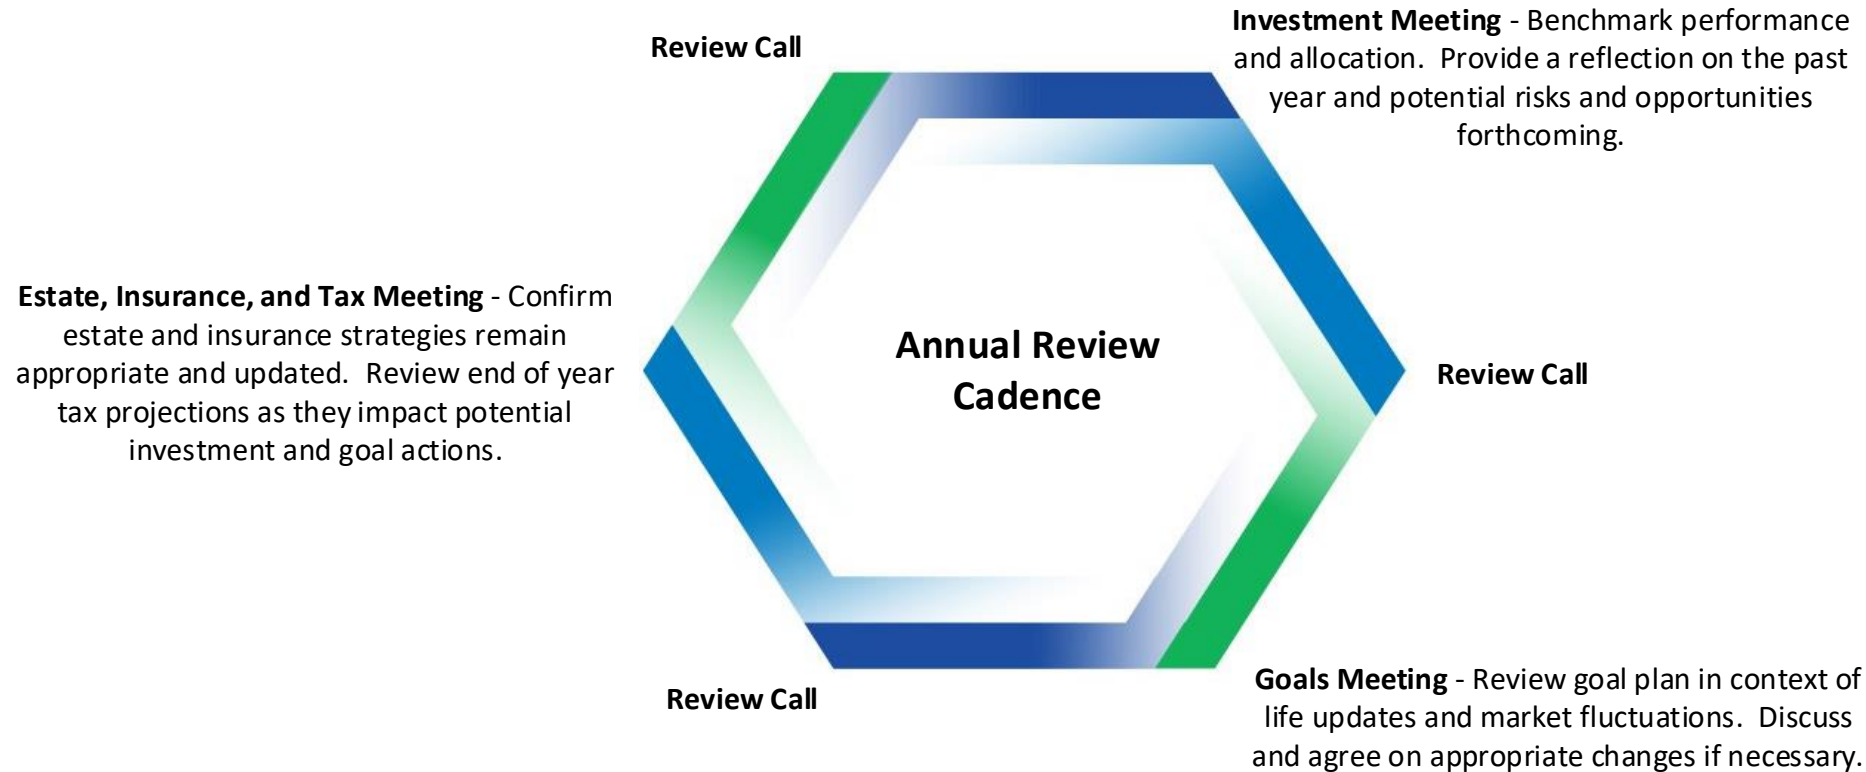 Review Call
Investment Meeting - Benchmark performance
and allocation. Provide a reflection on the past
year and potential risks and opportunities
forthcoming.
Estate, Insurance, and Tax Meeting - Confirm
estate and insurance strategies remain
appropriate and updated. Review end of year
tax projections as they impact potential
investment and goal actions.
Annual Review
Cadence
Review Call
Review Call
Goals Meeting - Review goal plan in context of
life updates and market fluctuations. Discuss
and agree on appropriate changes if necessary.